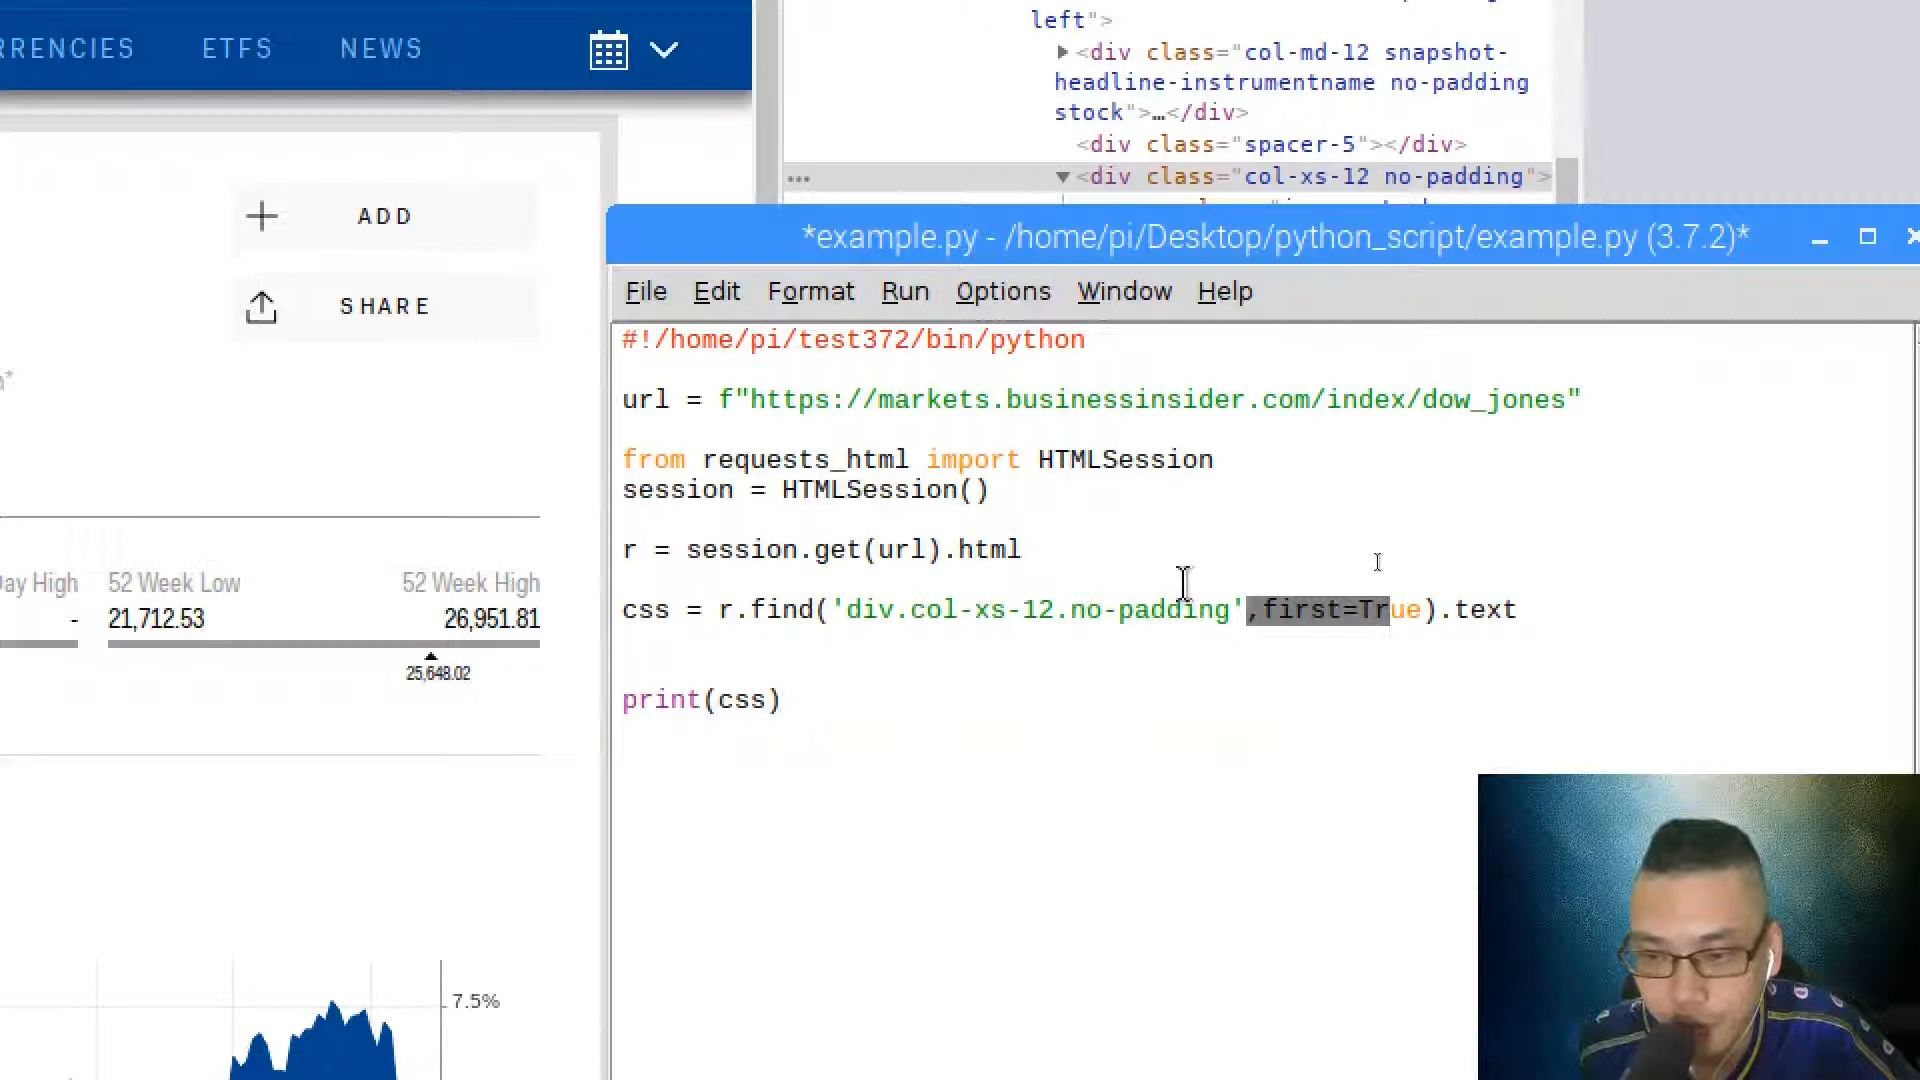 RRENCIES ETFS NEWS
ADD
SHARE
Day High 52 Week Low 52 Week High
- 21,712.53 26,951.81
25,648.02
7.5%
left">
▶<div class="col-md-12 snapshot-
headline-instrumentname no-padding
stock">…</div>
<div class="spacer-5"></div>
▼<div class="col-xs-12 no-padding">
*example.py - /home/pi/Desktop/python_script/example.py (3.7.2)*
File Edit Format Run Options Window Help
#!/home/pi/test372/bin/python
url = f"https://markets.businessinsider.com/index/dow_jones"
from requests_html import HTMLSession
session = HTMLSession()
r = session.get(url).html
css = r.find('div.col-xs-12.no-padding',first=True).text
print(css)